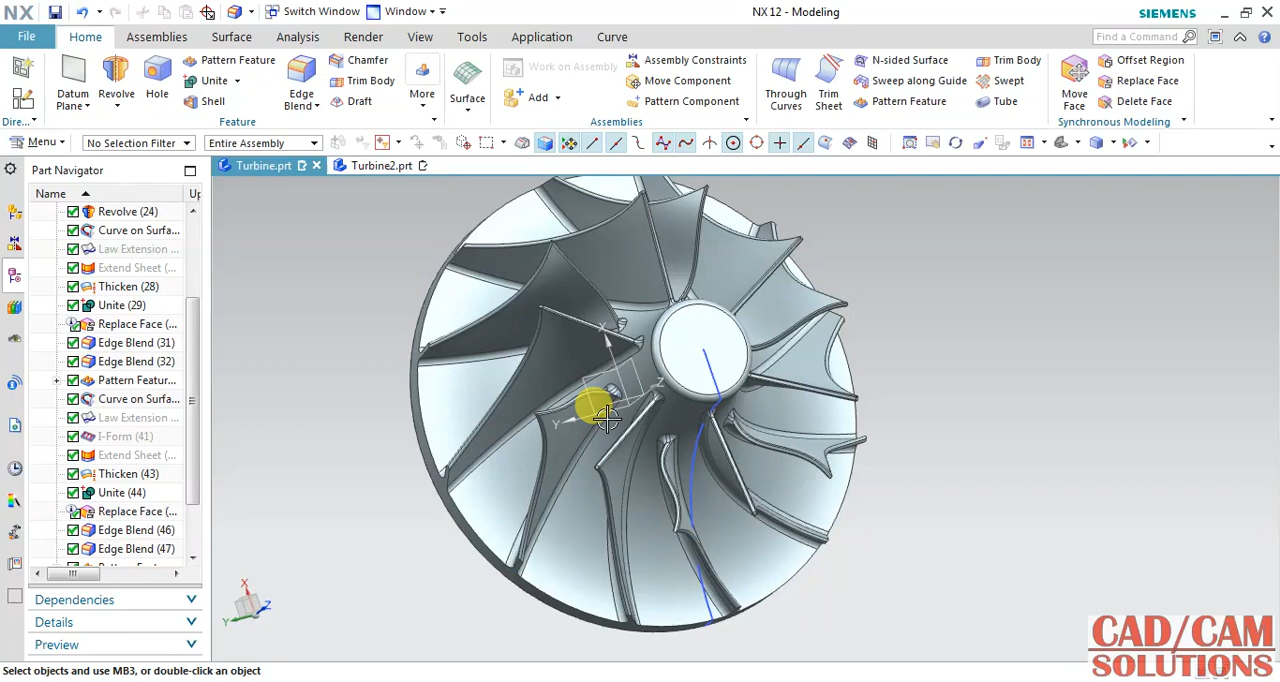 NX
Switch Window
Window
NX 12 - Modeling
SIEMENS
File
Home
Assemblies
Surface
Analysis
Render
View
Tools
Application
Curve
Find a Command
Datum Plane
Revolve
Hole
Pattern Feature
Unite
Shell
Edge Blend
Chamfer
Trim Body
Draft
More
Surface
Work on Assembly
Add
Assembly Constraints
Move Component
Pattern Component
Through Curves
Trim Sheet
N-sided Surface
Sweep along Guide
Pattern Feature
Trim Body
Swept
Tube
Move Face
Offset Region
Replace Face
Delete Face
Dire...
Feature
Assemblies
Synchronous Modeling
Menu
No Selection Filter
Entire Assembly
Part Navigator
Turbine.prt
Turbine2.prt
Name
Up
Revolve (24)
Curve on Surfa...
Law Extension ...
Extend Sheet (...
Thicken (28)
Unite (29)
Replace Face (...
Edge Blend (31)
Edge Blend (32)
Pattern Featur...
Curve on Surfa...
Law Extension ...
I-Form (41)
Extend Sheet (...
Thicken (43)
Unite (44)
Replace Face (...
Edge Blend (46)
Edge Blend (47)
Dependencies
Details
Preview
X
Y
Z
X
Y
Z
CAD/CAM
SOLUTIONS
Select objects and use MB3, or double-click an object